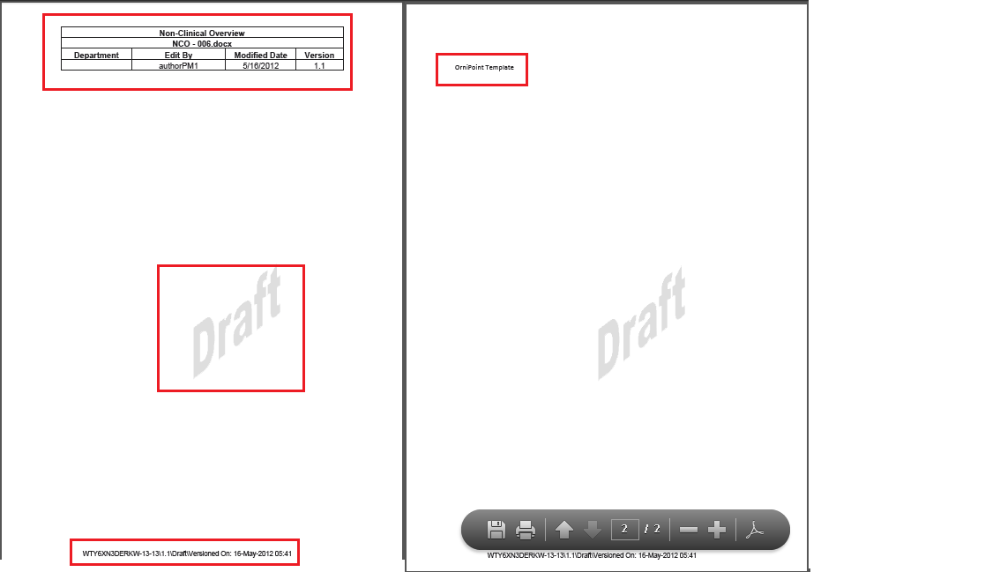 Non-Clinical Overview
NCO - 006.docx
Department Edit By Modified Date Version
authorPM1 5/16/2012 1.1
Draft
WTY6XN3DERKW-13-13\1.1\Draft\Versioned On: 16-May-2012 05:41
OrniPoint Template
Draft
2 / 2
WTY6XN3DERKW-13-13\1.1\Draft\Versioned On: 16-May-2012 05:41